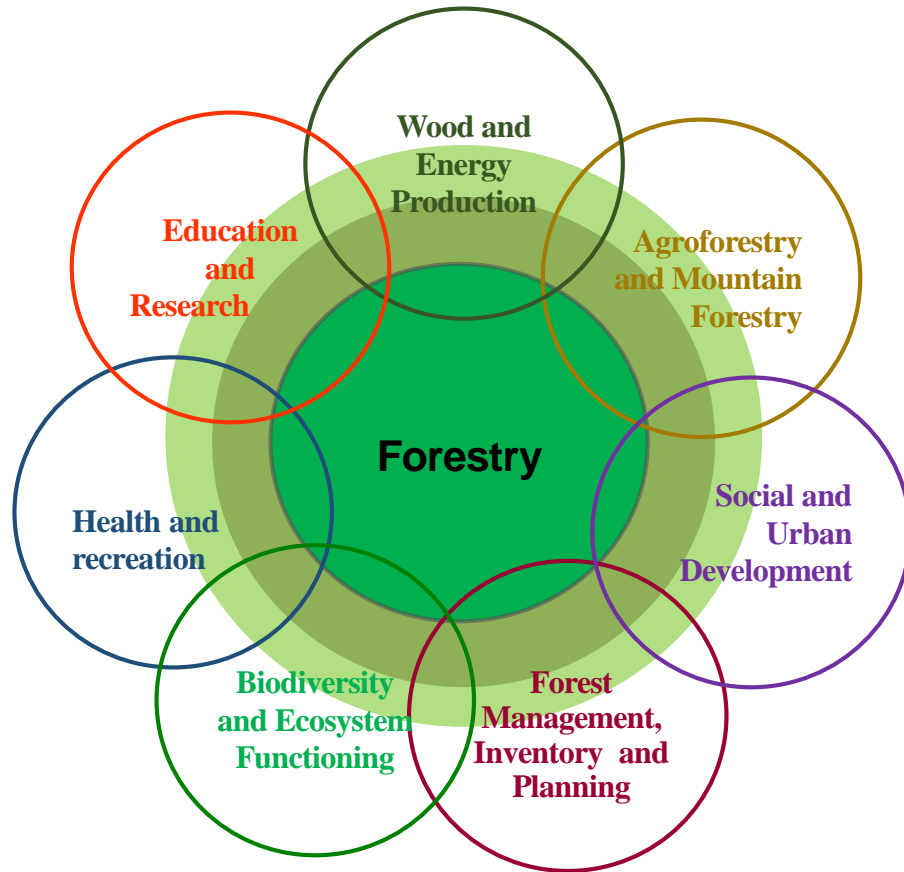 Wood and
Energy
Production
Agroforestry
and Mountain
Forestry
Education
and
Research
Forestry
Social and
Urban
Development
Health and
recreation
Biodiversity
and Ecosystem
Functioning
Forest
Management,
Inventory and
Planning